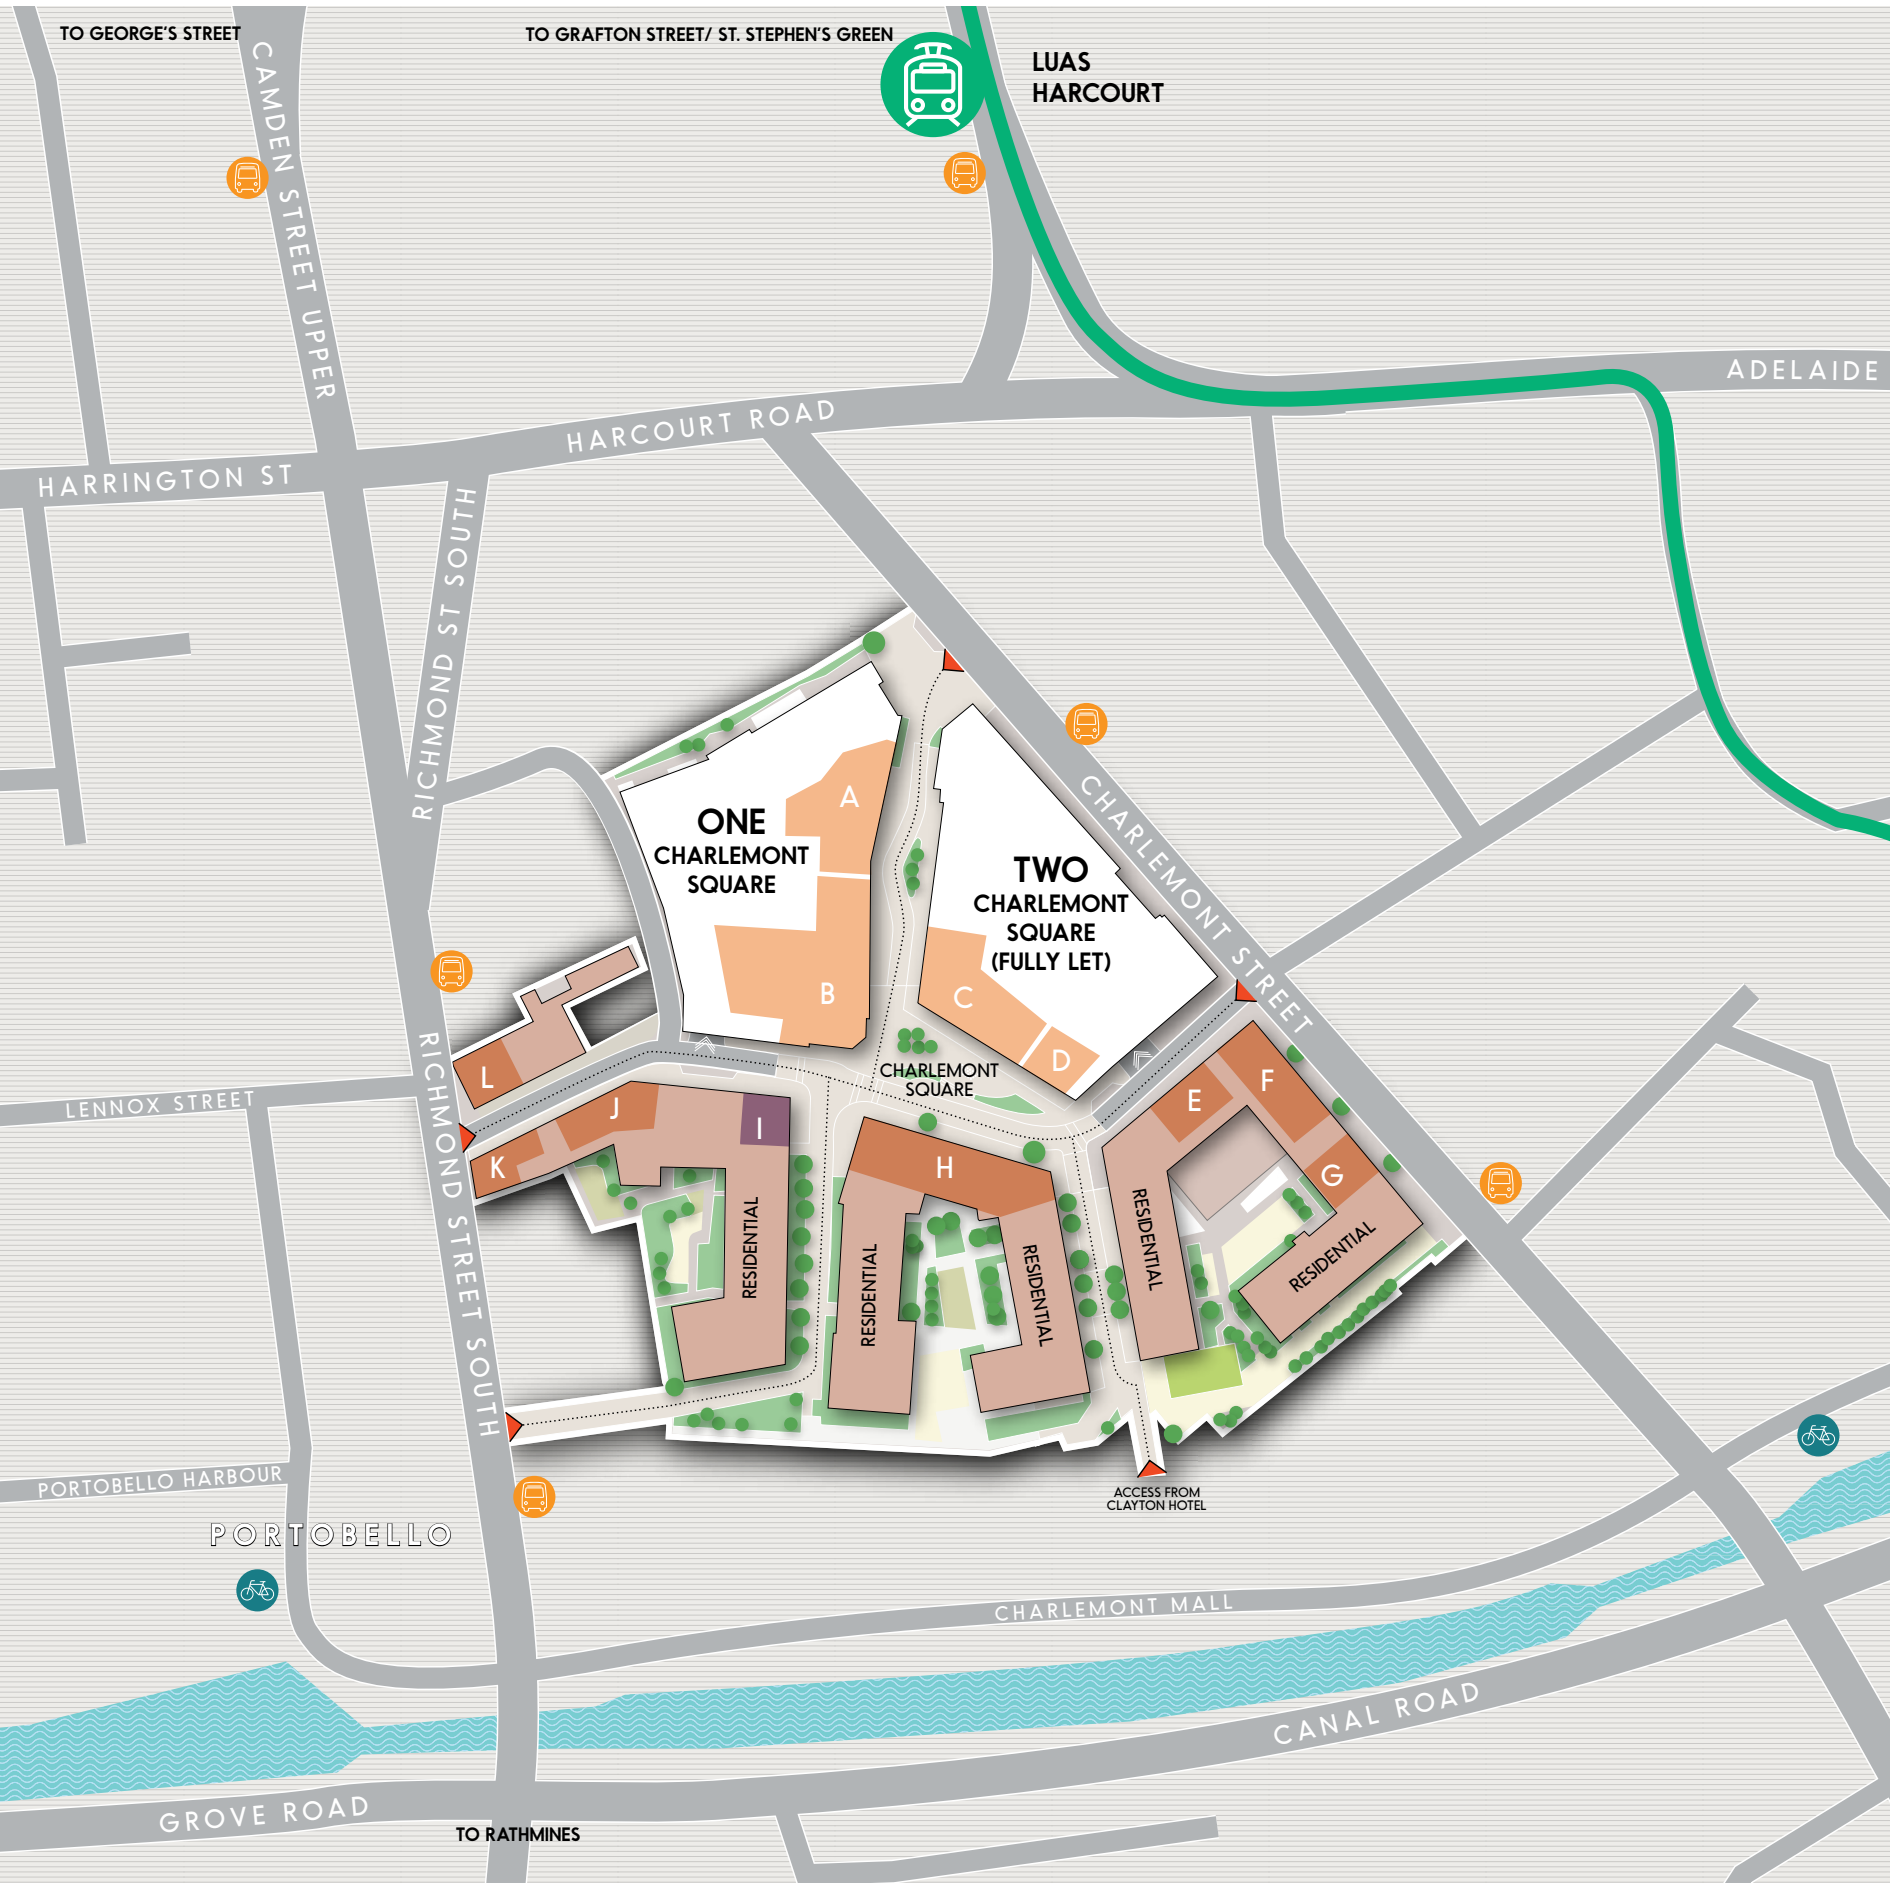 TO GEORGE'S STREET
TO GRAFTON STREET/ ST. STEPHEN'S GREEN
LUAS
HARCOURT
CAMDEN STREET UPPER
ADELAIDE
HARCOURT ROAD
HARRINGTON ST
RICHMOND ST SOUTH
CHARLEMONT STREET
ONE
CHARLEMONT
SQUARE
A
B
TWO
CHARLEMONT
SQUARE
(FULLY LET)
C
D
CHARLEMONT
SQUARE
L
J
I
K
H
E
F
G
RESIDENTIAL
RESIDENTIAL
RESIDENTIAL
RESIDENTIAL
RESIDENTIAL
LENNOX STREET
RICHMOND STREET SOUTH
PORTOBELLO HARBOUR
PORTOBELLO
ACCESS FROM
CLAYTON HOTEL
CHARLEMONT MALL
CANAL ROAD
GROVE ROAD
TO RATHMINES